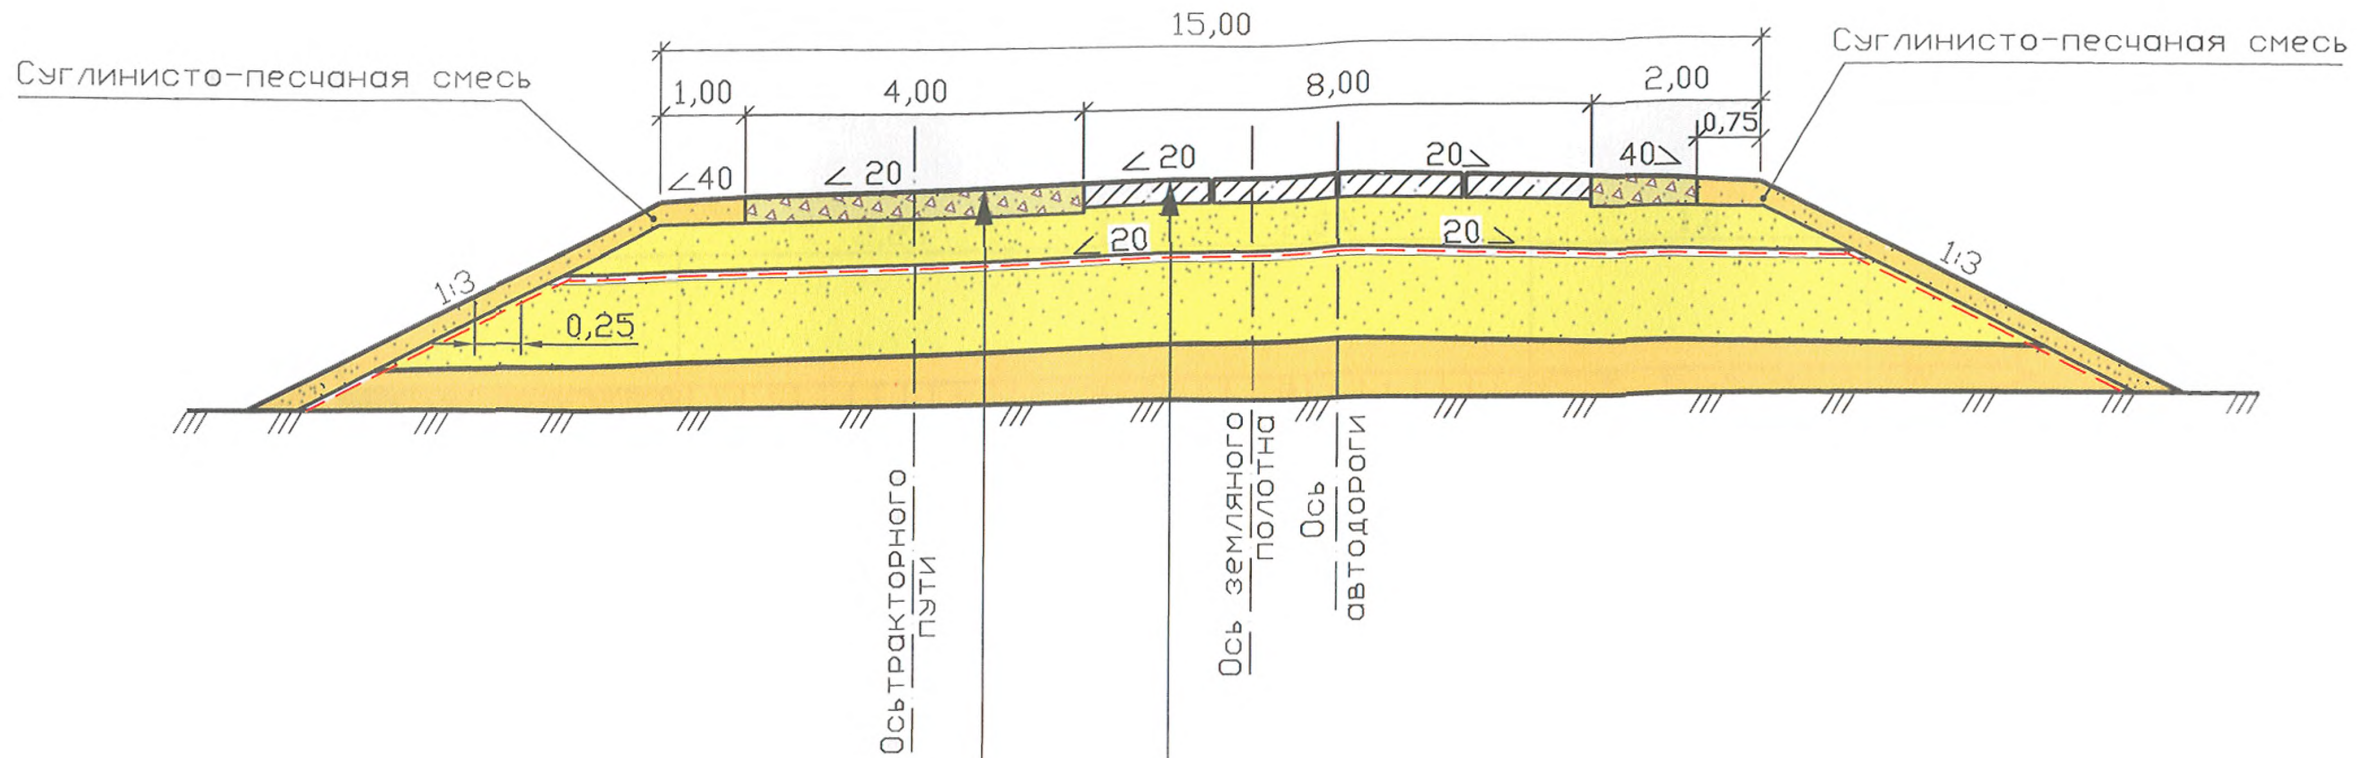 15,00
Суглинисто-песчаная смесь
Суглинисто-песчаная смесь
1,00
4,00
8,00
2,00
0,75
∠40
∠ 20
∠ 20
20>
40>
∠ 20
20 >
1:3
1:3
0,25
Ось тракторного
пути
Ось земляного
полотна
Ось
автодороги